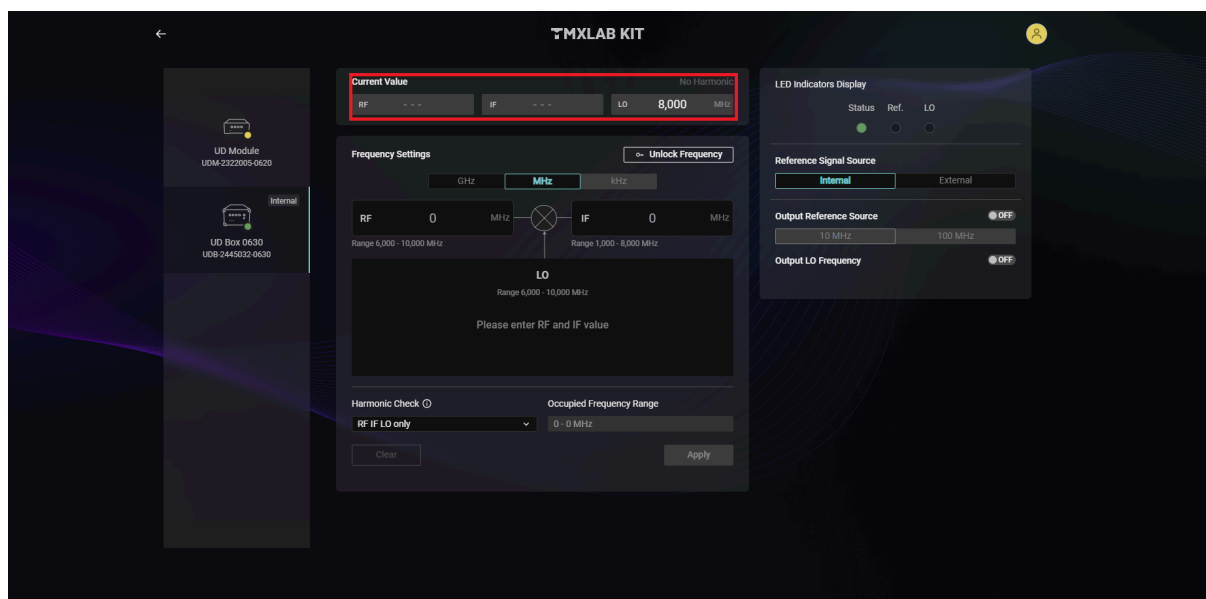 TMXLAB KIT
UD Module
UDM-2322005-0620
Internal
UD Box 0630
UDB-2445032-0630
Current Value
No Harmonic
RF - - - IF - - - LO 8,000 MHz
Frequency Settings
Unlock Frequency
GHz MHz kHz
RF 0 MHz IF 0 MHz
Range 6,000 - 10,000 MHz Range 1,000 - 8,000 MHz
LO
Range 6,000 - 10,000 MHz
Please enter RF and IF value
Harmonic Check Occupied Frequency Range
RF IF LO only 0 - 0 MHz
Clear Apply
LED Indicators Display
Status Ref. LO
Reference Signal Source
Internal External
Output Reference Source OFF
10 MHz 100 MHz
Output LO Frequency OFF